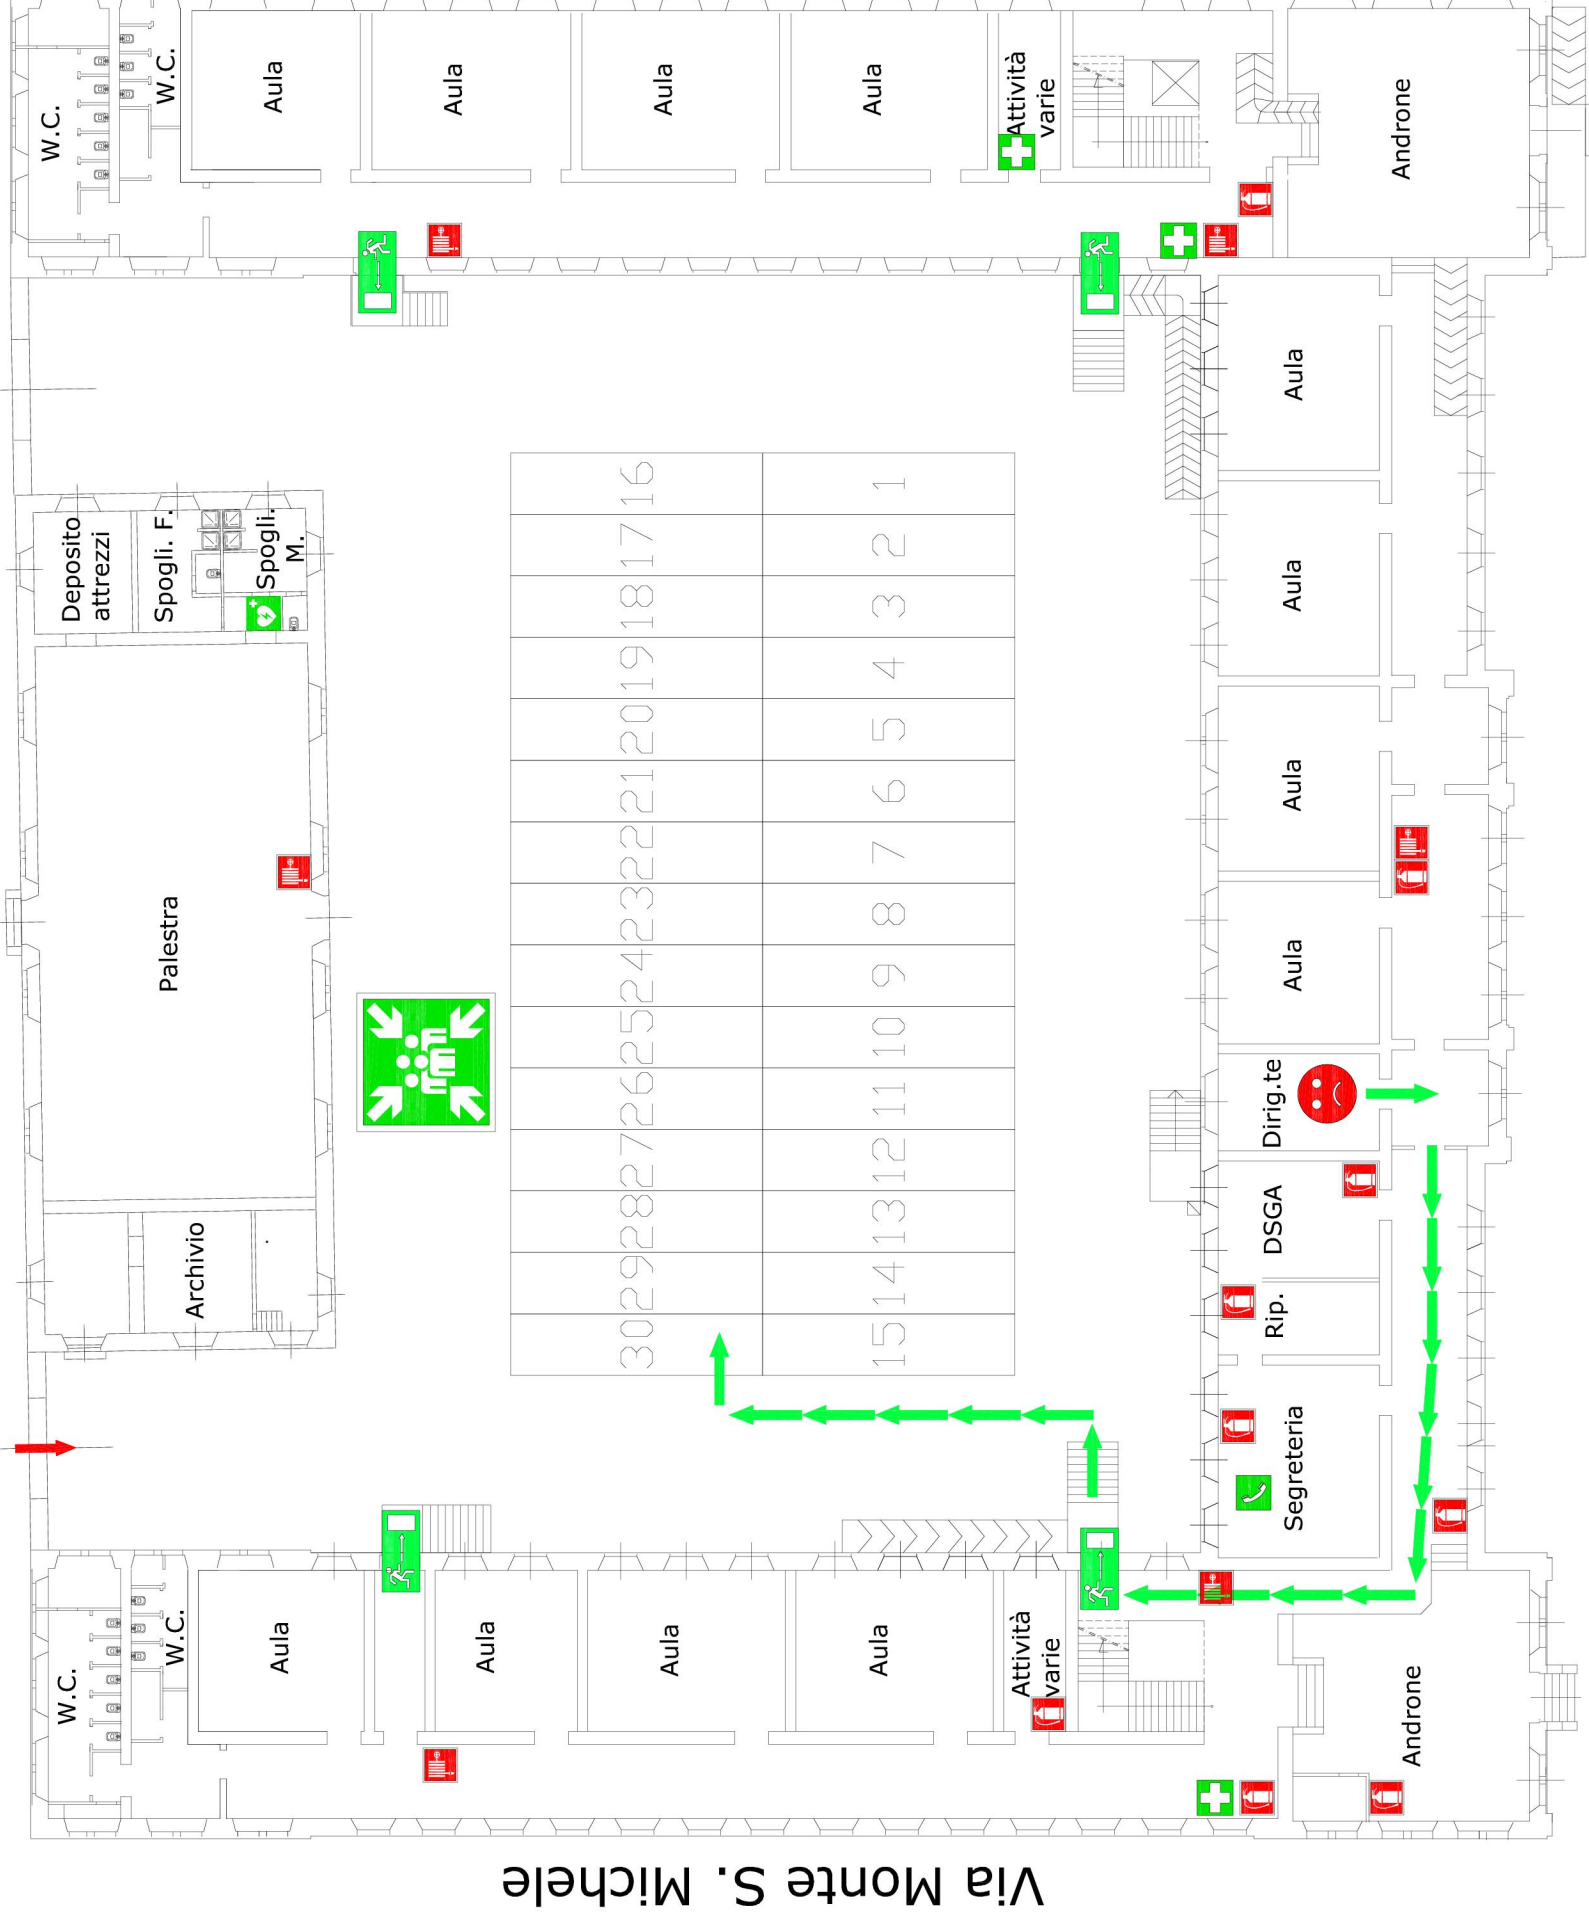 W.C.
W.C.
Aula
Aula
Aula
Aula
Attività
varie
Androne
Aula
Aula
Aula
Aula
Deposito
attrezzi
Spogli. F.
Spogli.
M.
Palestra
Archivio
16 1
17 2
18 3
19 4
20 5
21 6
22 7
23 8
24 9
25 10
26 11
27 12
28 13
29 14
30 15
Dirig.te
DSGA
Rip.
Segreteria
W.C.
W.C.
Aula
Aula
Aula
Aula
Attività
varie
Androne
Via Monte S. Michele